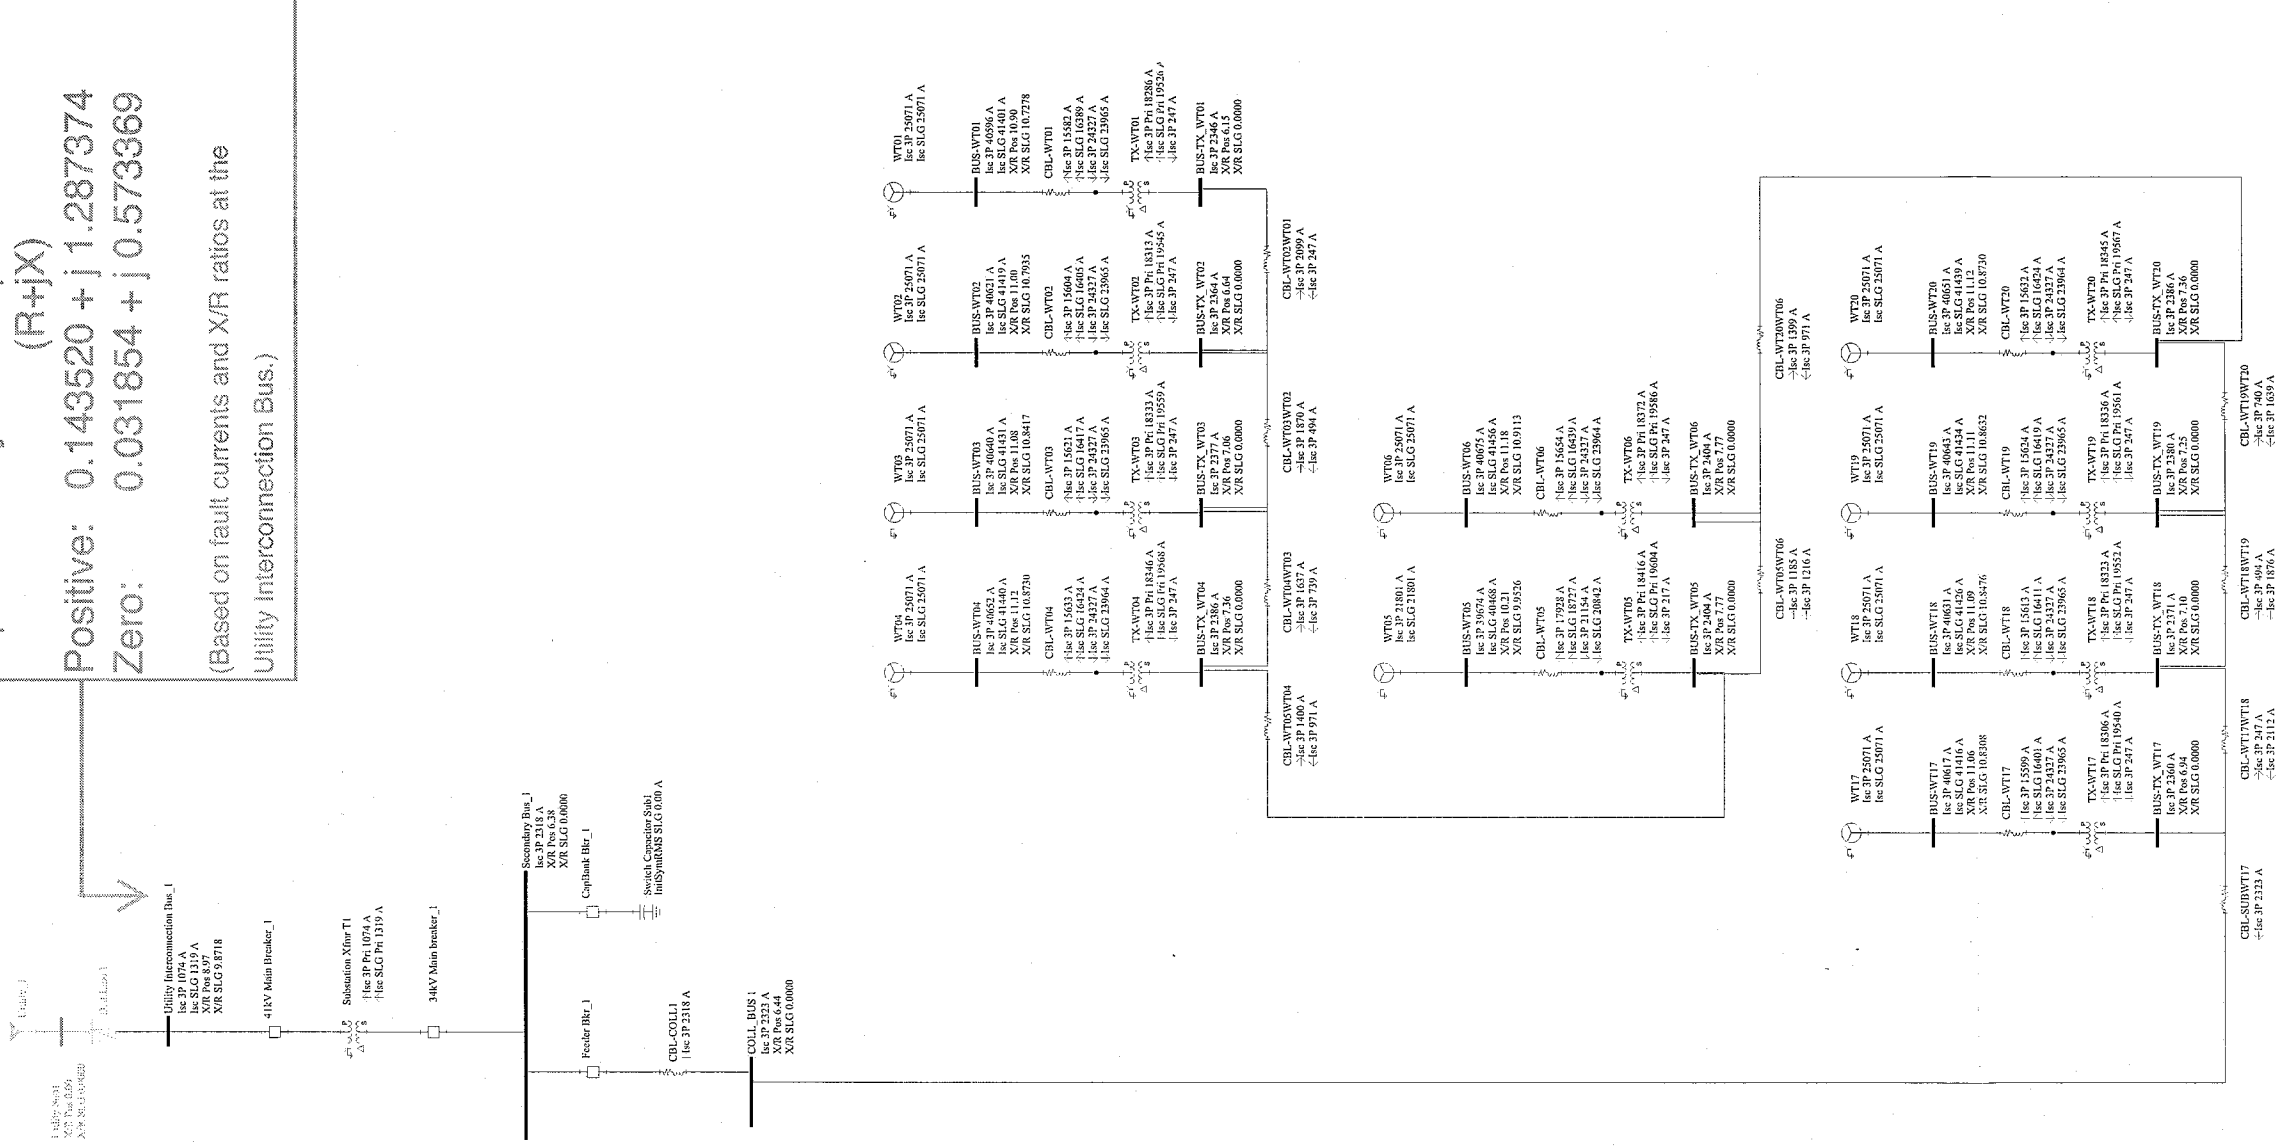 (R+jX)
Positive: 0.143520 + j 1.287374
Zero: 0.031854 + j 0.573369
(Based on fault currents and X/R ratios at the
Utility Interconnection Bus.)
Utility Interconnection Bus_1
Isc 3P 1074 A
Isc SLG 1319 A
X/R Pos 8.97
X/R SLG 9.8718
41kV Main Breaker_1
Substation Xfmr T1
Isc 3P Pri 1074 A
Isc SLG Pri 1319 A
34kV Main breaker_1
Secondary Bus_1
Isc 3P 2318 A
X/R Pos 6.38
X/R SLG 0.0000
CapBank Bkr_1
Switch Capacitor Sub1
InitSymRMS SLG 0.00 A
Feeder Bkr_1
CBL-COLL1
Isc 3P 2318 A
COLL_BUS 1
Isc 3P 2323 A
X/R Pos 6.44
X/R SLG 0.0000
WT04
Isc 3P 25071 A
Isc SLG 25071 A
BUS-WT04
Isc 3P 40652 A
Isc SLG 41440 A
X/R Pos 11.12
X/R SLG 10.8730
CBL-WT04
Isc 3P 15633 A
Isc SLG 16424 A
Isc 3P 24327 A
Isc SLG 23964 A
TX-WT04
Isc 3P Pri 18346 A
Isc SLG Pri 19568 A
Isc 3P 247 A
BUS-TX_WT04
Isc 3P 2386 A
X/R Pos 7.36
X/R SLG 0.0000
WT03
Isc 3P 25071 A
Isc SLG 25071 A
BUS-WT03
Isc 3P 40640 A
Isc SLG 41431 A
X/R Pos 11.08
X/R SLG 10.8417
CBL-WT03
Isc 3P 15621 A
Isc SLG 16417 A
Isc 3P 24327 A
Isc SLG 23965 A
TX-WT03
Isc 3P Pri 18333 A
Isc SLG Pri 19559 A
Isc 3P 247 A
BUS-TX_WT03
Isc 3P 2377 A
X/R Pos 7.06
X/R SLG 0.0000
WT02
Isc 3P 25071 A
Isc SLG 25071 A
BUS-WT02
Isc 3P 40621 A
Isc SLG 41419 A
X/R Pos 11.00
X/R SLG 10.7935
CBL-WT02
Isc 3P 15604 A
Isc SLG 16405 A
Isc 3P 24327 A
Isc SLG 23965 A
TX-WT02
Isc 3P Pri 18313 A
Isc SLG Pri 19545 A
Isc 3P 247 A
BUS-TX_WT02
Isc 3P 2364 A
X/R Pos 6.64
X/R SLG 0.0000
WT01
Isc 3P 25071 A
Isc SLG 25071 A
BUS-WT01
Isc 3P 40596 A
Isc SLG 41401 A
X/R Pos 10.90
X/R SLG 10.7278
CBL-WT01
Isc 3P 15582 A
Isc SLG 16389 A
Isc 3P 24327 A
Isc SLG 23965 A
TX-WT01
Isc 3P Pri 18286 A
Isc SLG Pri 19526 A
Isc 3P 247 A
BUS-TX_WT01
Isc 3P 2346 A
X/R Pos 6.15
X/R SLG 0.0000
CBL-WT05WT04
Isc 3P 1400 A
Isc 3P 971 A
CBL-WT04WT03
Isc 3P 1637 A
Isc 3P 739 A
CBL-WT03WT02
Isc 3P 1870 A
Isc 3P 494 A
CBL-WT02WT01
Isc 3P 2099 A
Isc 3P 247 A
WT05
Isc 3P 21801 A
Isc SLG 21801 A
BUS-WT05
Isc 3P 39674 A
Isc SLG 40468 A
X/R Pos 10.21
X/R SLG 9.9526
CBL-WT05
Isc 3P 17928 A
Isc SLG 18727 A
Isc 3P 21154 A
Isc SLG 20842 A
TX-WT05
Isc 3P Pri 18416 A
Isc SLG Pri 19604 A
Isc 3P 217 A
BUS-TX_WT05
Isc 3P 2404 A
X/R Pos 7.77
X/R SLG 0.0000
WT06
Isc 3P 25071 A
Isc SLG 25071 A
BUS-WT06
Isc 3P 40675 A
Isc SLG 41456 A
X/R Pos 11.18
X/R SLG 10.9113
CBL-WT06
Isc 3P 15654 A
Isc SLG 16439 A
Isc 3P 24327 A
Isc SLG 23964 A
TX-WT06
Isc 3P Pri 18372 A
Isc SLG Pri 19586 A
Isc 3P 247 A
BUS-TX_WT06
Isc 3P 2404 A
X/R Pos 7.77
X/R SLG 0.0000
CBL-WT05WT06
Isc 3P 1185 A
Isc 3P 1216 A
CBL-WT20WT06
Isc 3P 1399 A
Isc 3P 971 A
WT17
Isc 3P 25071 A
Isc SLG 25071 A
BUS-WT17
Isc 3P 40617 A
Isc SLG 41416 A
X/R Pos 11.06
X/R SLG 10.8308
CBL-WT17
Isc 3P 15599 A
Isc SLG 16401 A
Isc 3P 24327 A
Isc SLG 23965 A
TX-WT17
Isc 3P Pri 18306 A
Isc SLG Pri 19540 A
Isc 3P 247 A
BUS-TX_WT17
Isc 3P 2360 A
X/R Pos 6.94
X/R SLG 0.0000
WT18
Isc 3P 25071 A
Isc SLG 25071 A
BUS-WT18
Isc 3P 40631 A
Isc SLG 41426 A
X/R Pos 11.09
X/R SLG 10.8476
CBL-WT18
Isc 3P 15613 A
Isc SLG 16411 A
Isc 3P 24327 A
Isc SLG 23965 A
TX-WT18
Isc 3P Pri 18323 A
Isc SLG Pri 19552 A
Isc 3P 247 A
BUS-TX_WT18
Isc 3P 2371 A
X/R Pos 7.10
X/R SLG 0.0000
WT19
Isc 3P 25071 A
Isc SLG 25071 A
BUS-WT19
Isc 3P 40643 A
Isc SLG 41434 A
X/R Pos 11.11
X/R SLG 10.8632
CBL-WT19
Isc 3P 15624 A
Isc SLG 16419 A
Isc 3P 24327 A
Isc SLG 23965 A
TX-WT19
Isc 3P Pri 18336 A
Isc SLG Pri 19561 A
Isc 3P 247 A
BUS-TX_WT19
Isc 3P 2380 A
X/R Pos 7.25
X/R SLG 0.0000
WT20
Isc 3P 25071 A
Isc SLG 25071 A
BUS-WT20
Isc 3P 40651 A
Isc SLG 41439 A
X/R Pos 11.12
X/R SLG 10.8730
CBL-WT20
Isc 3P 15632 A
Isc SLG 16424 A
Isc 3P 24327 A
Isc SLG 23964 A
TX-WT20
Isc 3P Pri 18345 A
Isc SLG Pri 19567 A
Isc 3P 247 A
BUS-TX_WT20
Isc 3P 2386 A
X/R Pos 7.36
X/R SLG 0.0000
CBL-SUBWT17
Isc 3P 2323 A
CBL-WT17WT18
Isc 3P 247 A
Isc 3P 2112 A
CBL-WT18WT19
Isc 3P 494 A
Isc 3P 1876 A
CBL-WT19WT20
Isc 3P 740 A
Isc 3P 1639 A